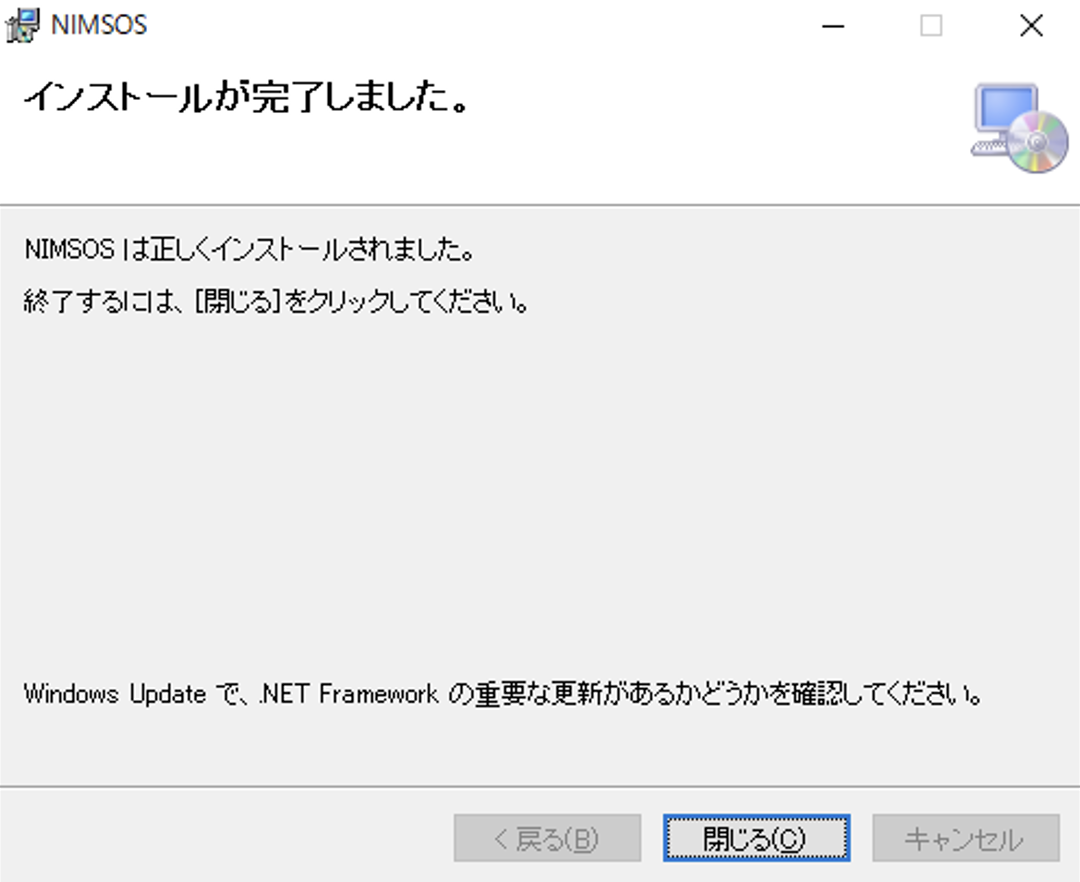 NIMSOS
インストールが完了しました。
NIMSOS は正しくインストールされました。
終了するには、[閉じる]をクリックしてください。
Windows Update で、.NET Framework の重要な更新があるかどうかを確認してください。
< 戻る(B)
閉じる(C)
キャンセル